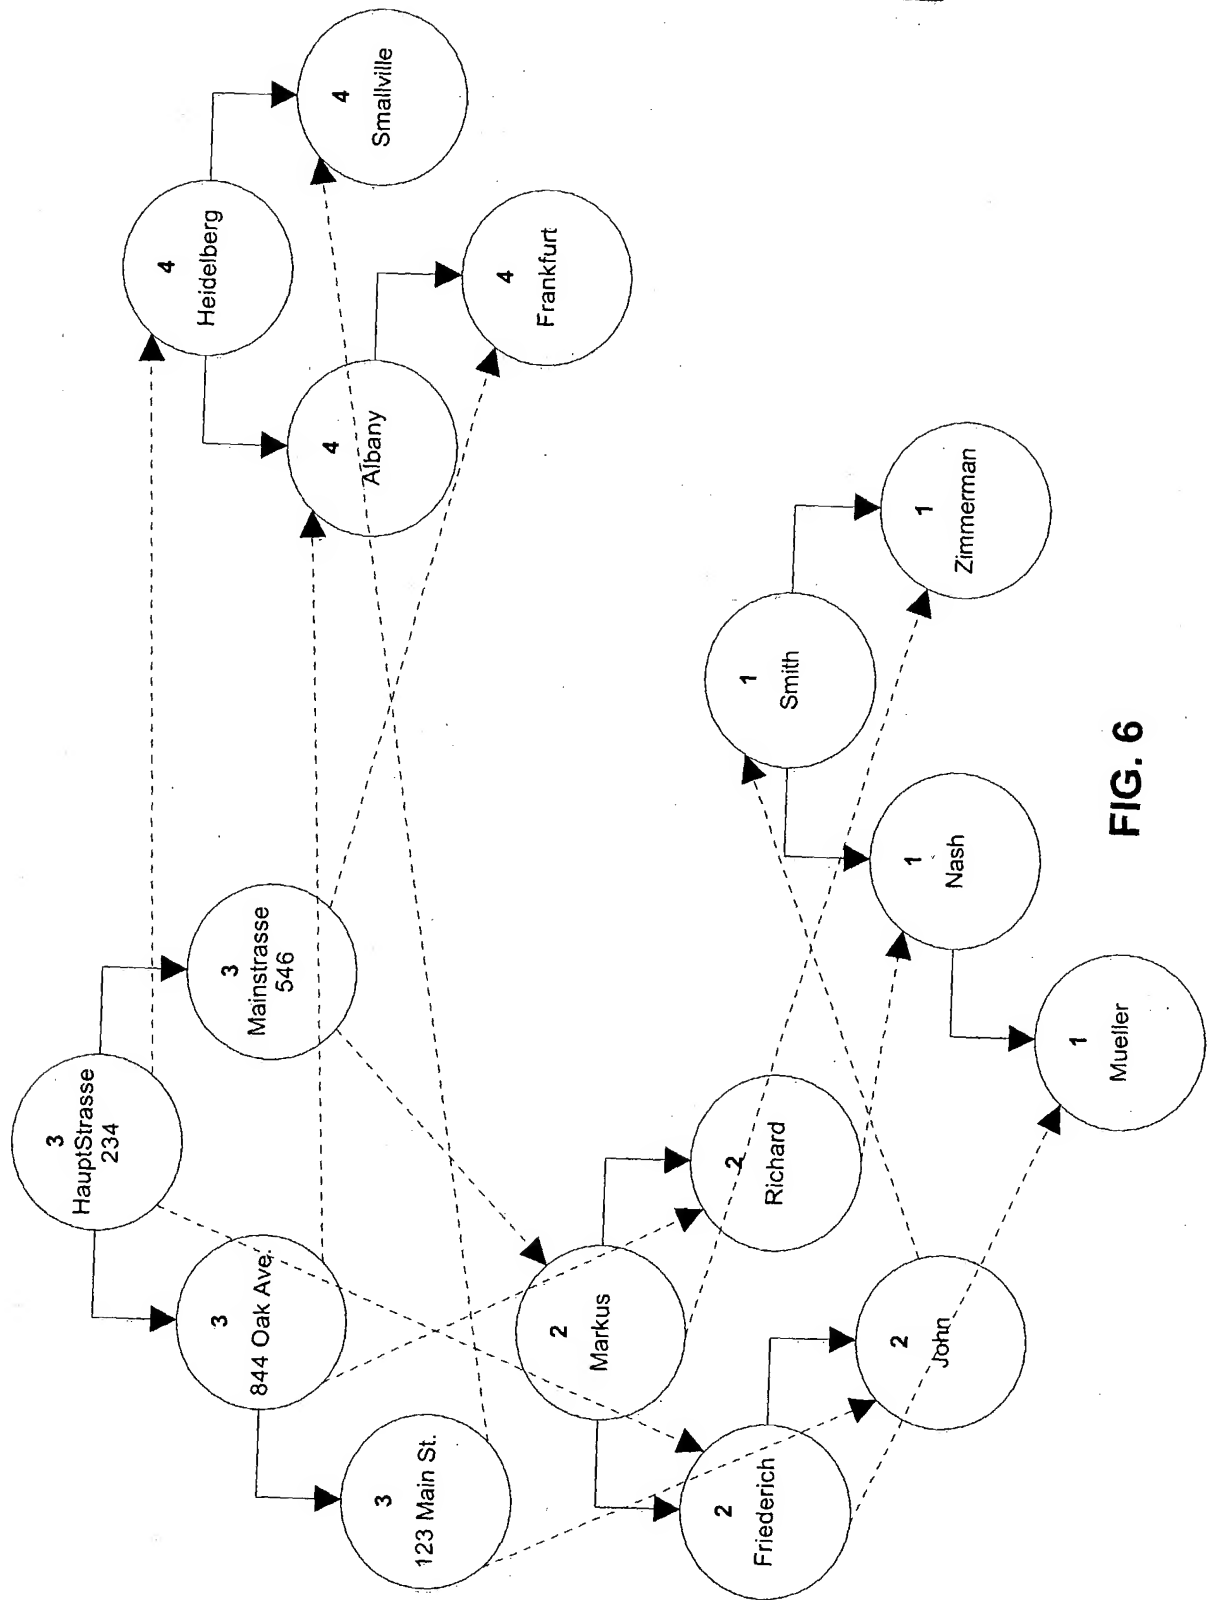 3
HauptStrasse
234
3
844 Oak Ave.
3
Mainstrasse
546
3
123 Main St.
4
Heidelberg
4
Albany
4
Smallville
4
Frankfurt
2
Markus
2
Friederich
2
Richard
2
John
1
Smith
1
Nash
1
Zimmerman
1
Mueller
FIG. 6